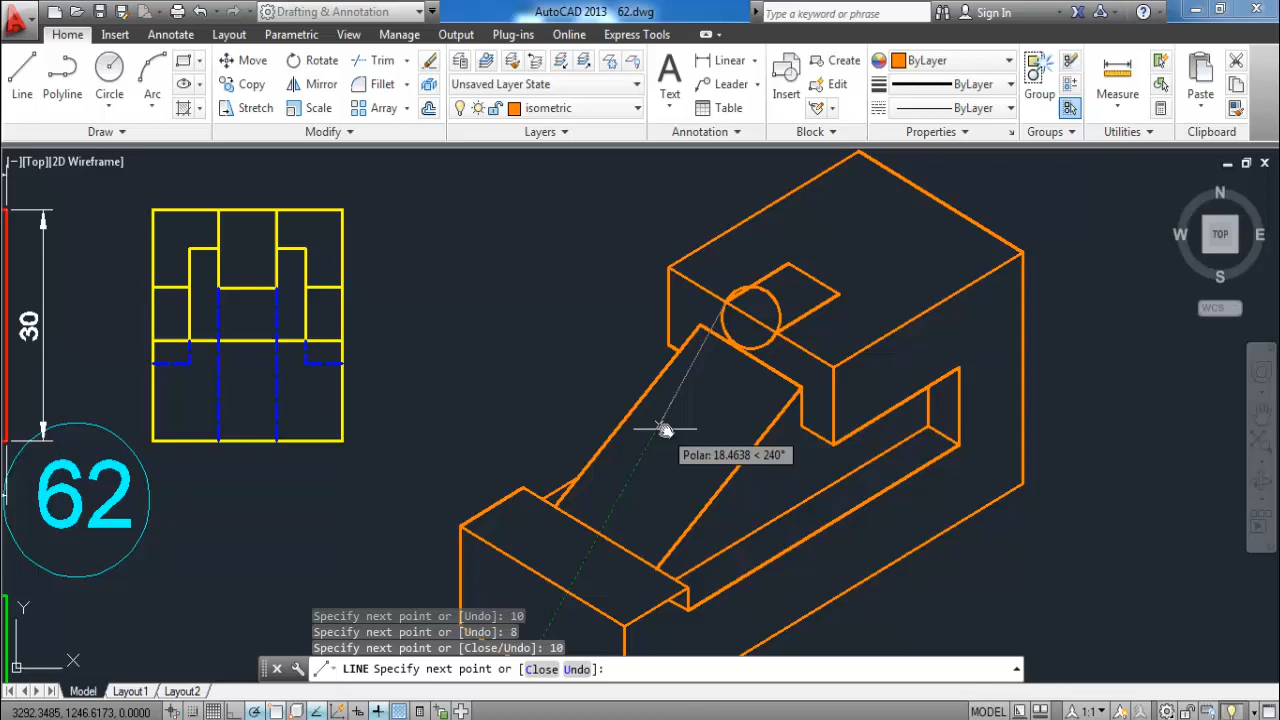 Drafting & Annotation
AutoCAD 2013 62.dwg
Type a keyword or phrase
Sign In
Home Insert Annotate Layout Parametric View Manage Output Plug-ins Online Express Tools
Move Rotate Trim Unsaved Layer State Linear Create ByLayer
Line Polyline Circle Arc Copy Mirror Fillet Text Leader Insert Edit ByLayer Group Measure Paste
Stretch Scale Array isometric Table ByLayer
Draw Modify Layers Annotation Block Properties Groups Utilities Clipboard
[Top][2D Wireframe]
N
W TOP E
S
WCS
30
62
Polar: 18.4638 < 240°
Y
X
Specify next point or [Undo]: 10
Specify next point or [Undo]: 8
Specify next point or [Close/Undo]: 10
LINE Specify next point or [Close Undo]:
Model Layout1 Layout2
3292.3485, 1246.6173, 0.0000 MODEL 1:1